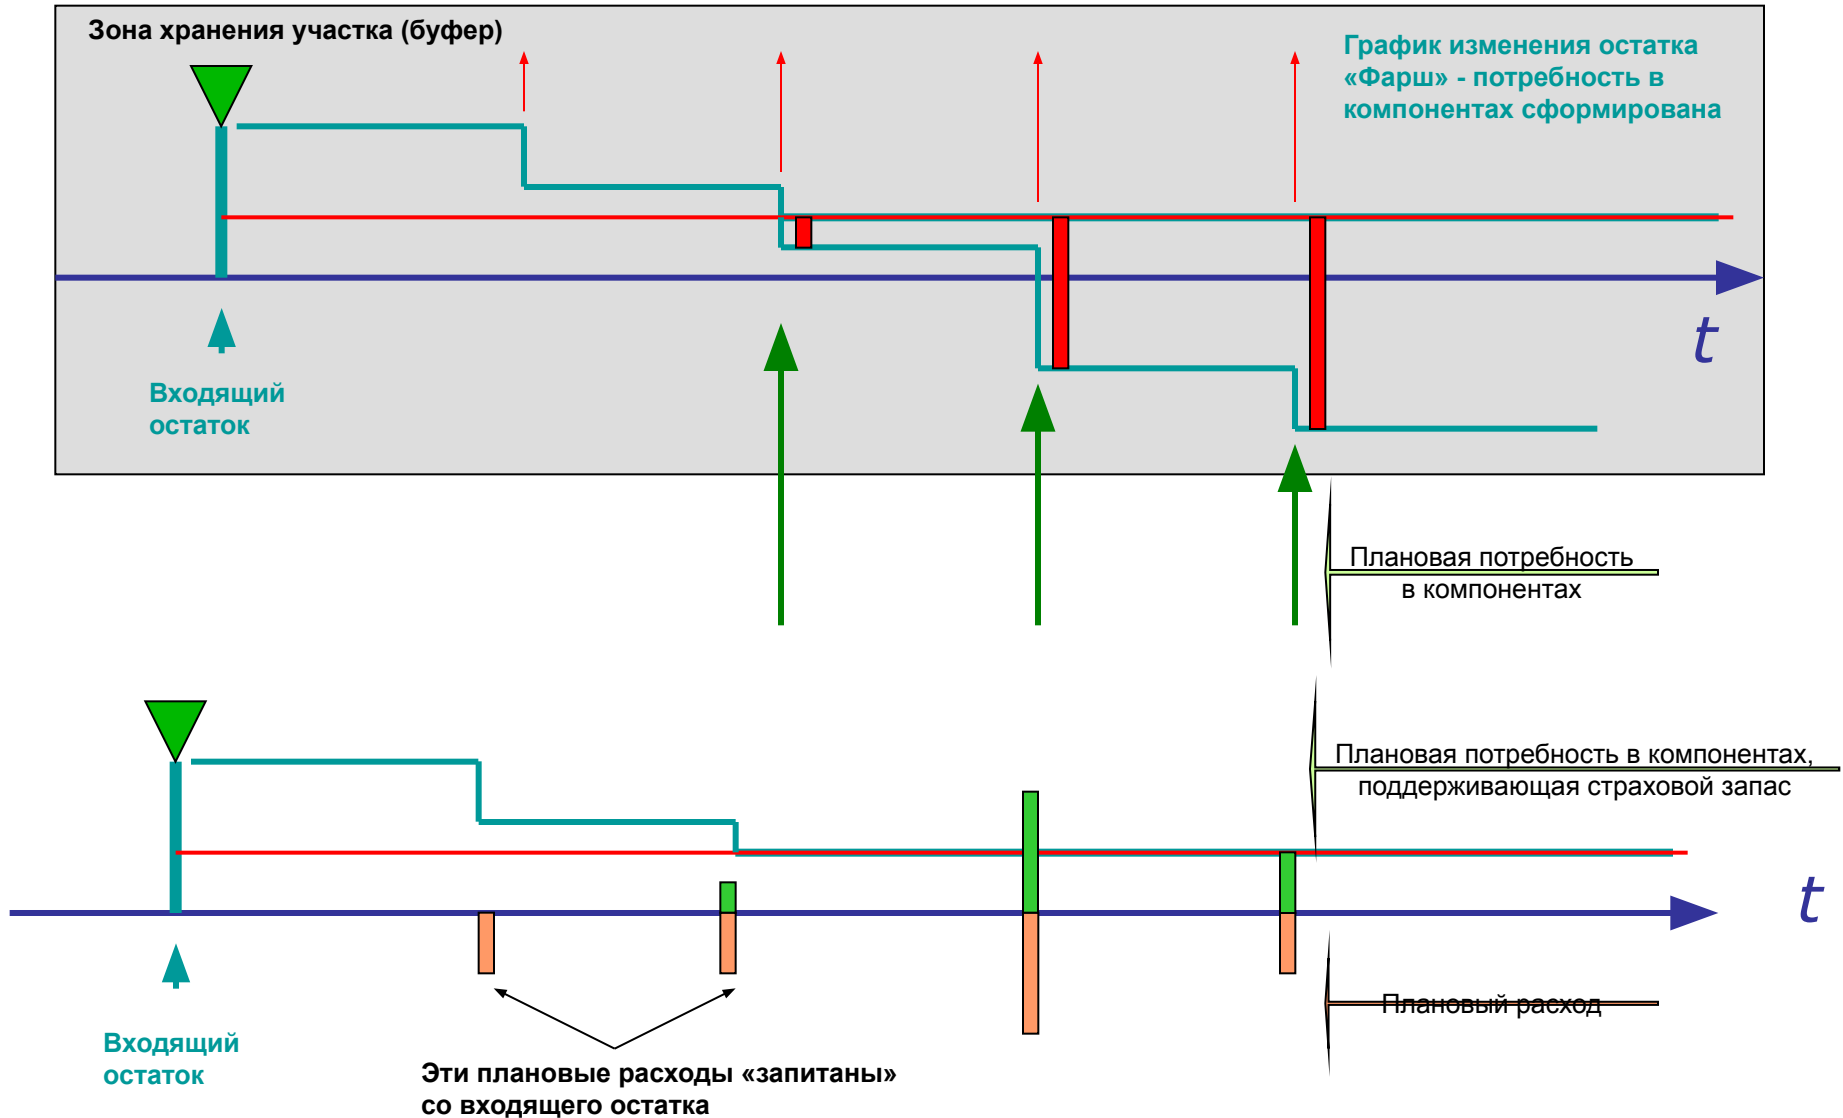 Зона хранения участка (буфер)
График изменения остатка
«Фарш» - потребность в
компонентах сформирована
t
Входящий
остаток
Плановая потребность
в компонентах
Плановая потребность в компонентах,
поддерживающая страховой запас
t
Плановый расход
Входящий
остаток
Эти плановые расходы «запитаны»
со входящего остатка